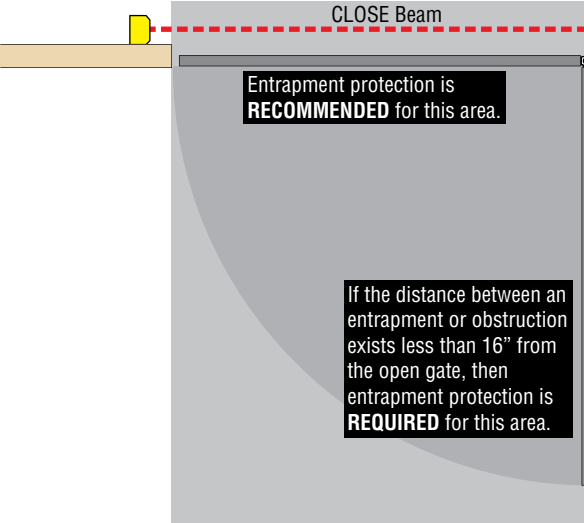 CLOSE Beam
Entrapment protection is
RECOMMENDED for this area.
If the distance between an
entrapment or obstruction
exists less than 16” from
the open gate, then
entrapment protection is
REQUIRED for this area.